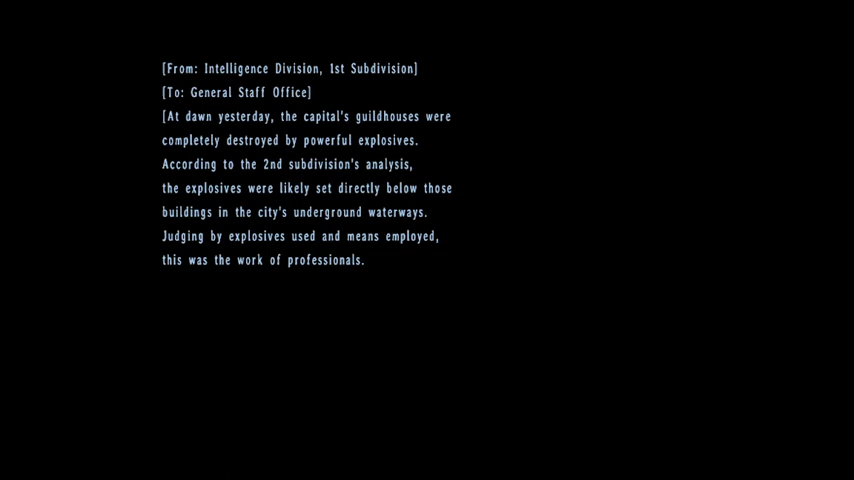 [From: Intelligence Division, 1st Subdivision]
[To: General Staff Office]
[At dawn yesterday, the capital's guildhouses were
completely destroyed by powerful explosives.
According to the 2nd subdivision's analysis,
the explosives were likely set directly below those
buildings in the city's underground waterways.
Judging by explosives used and means employed,
this was the work of professionals.